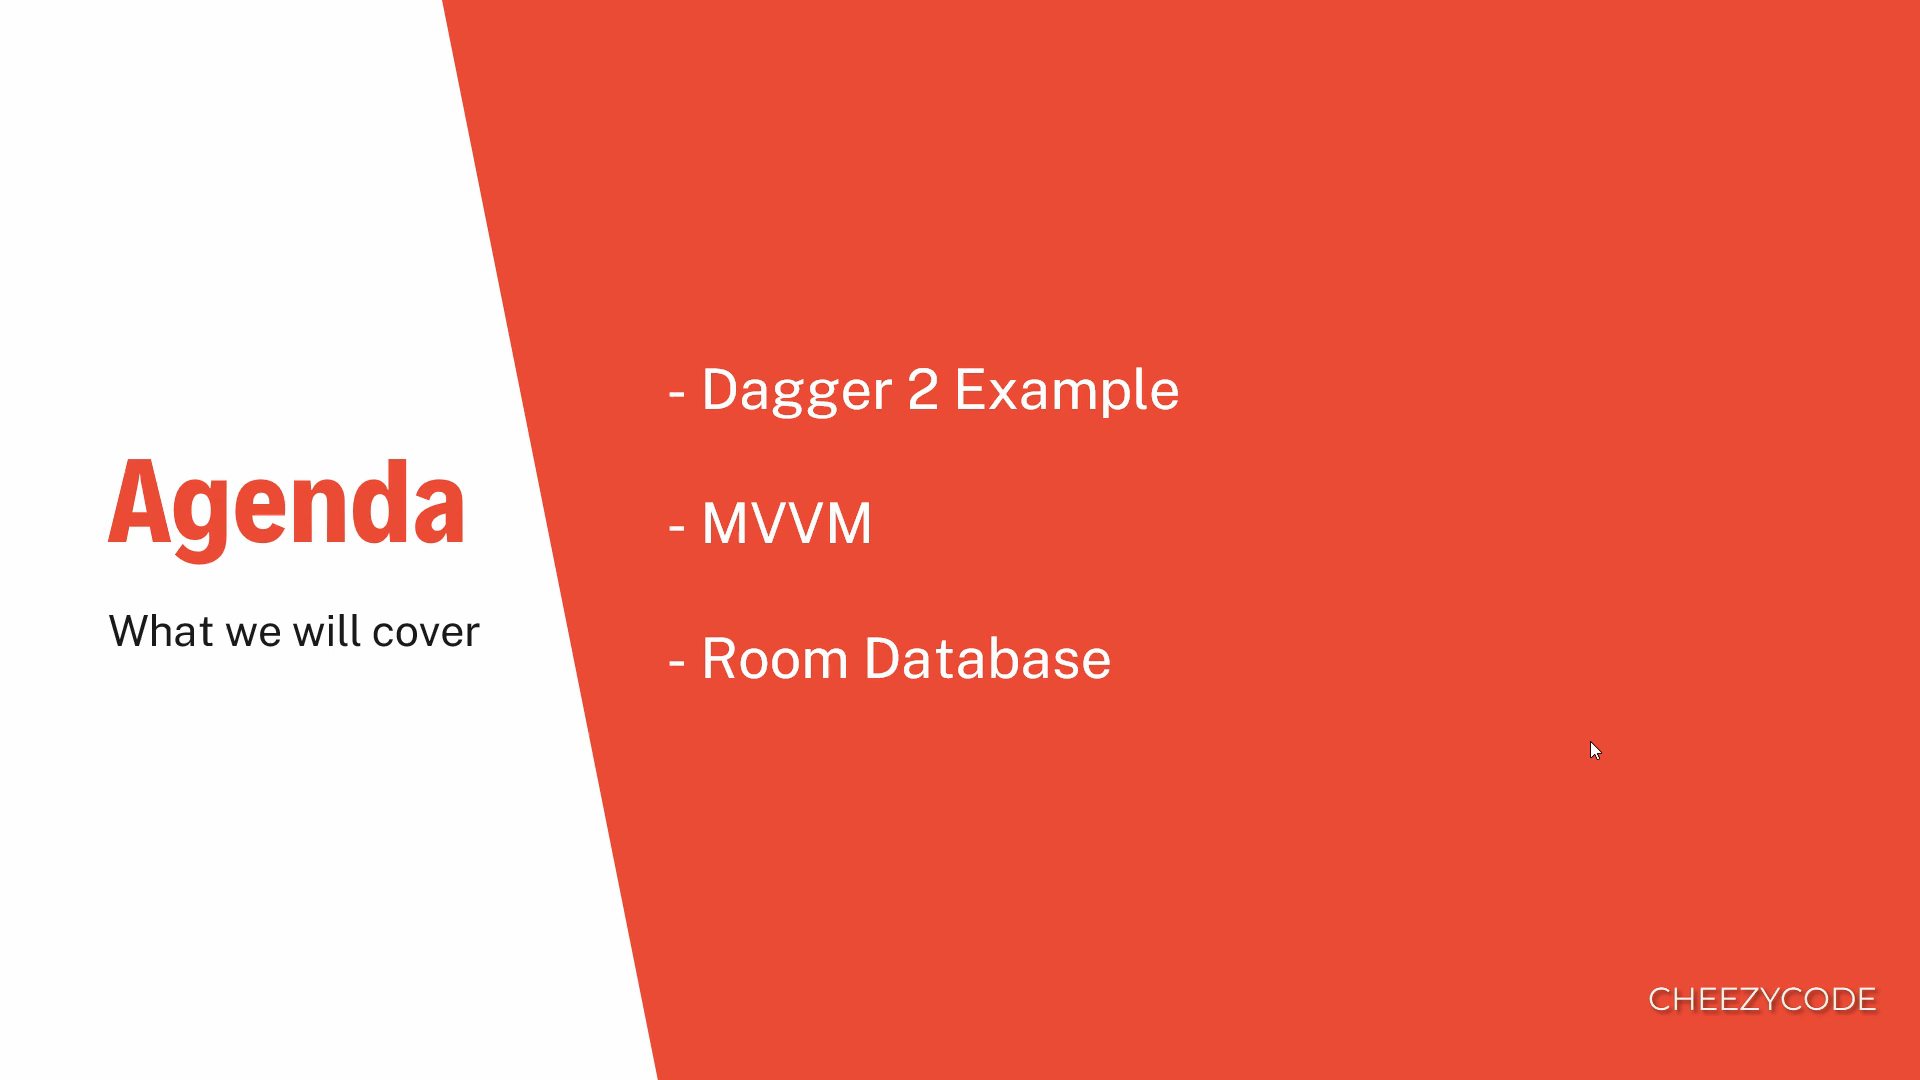 Agenda
What we will cover
- Dagger 2 Example
- MVVM
- Room Database
CHEEZYCODE